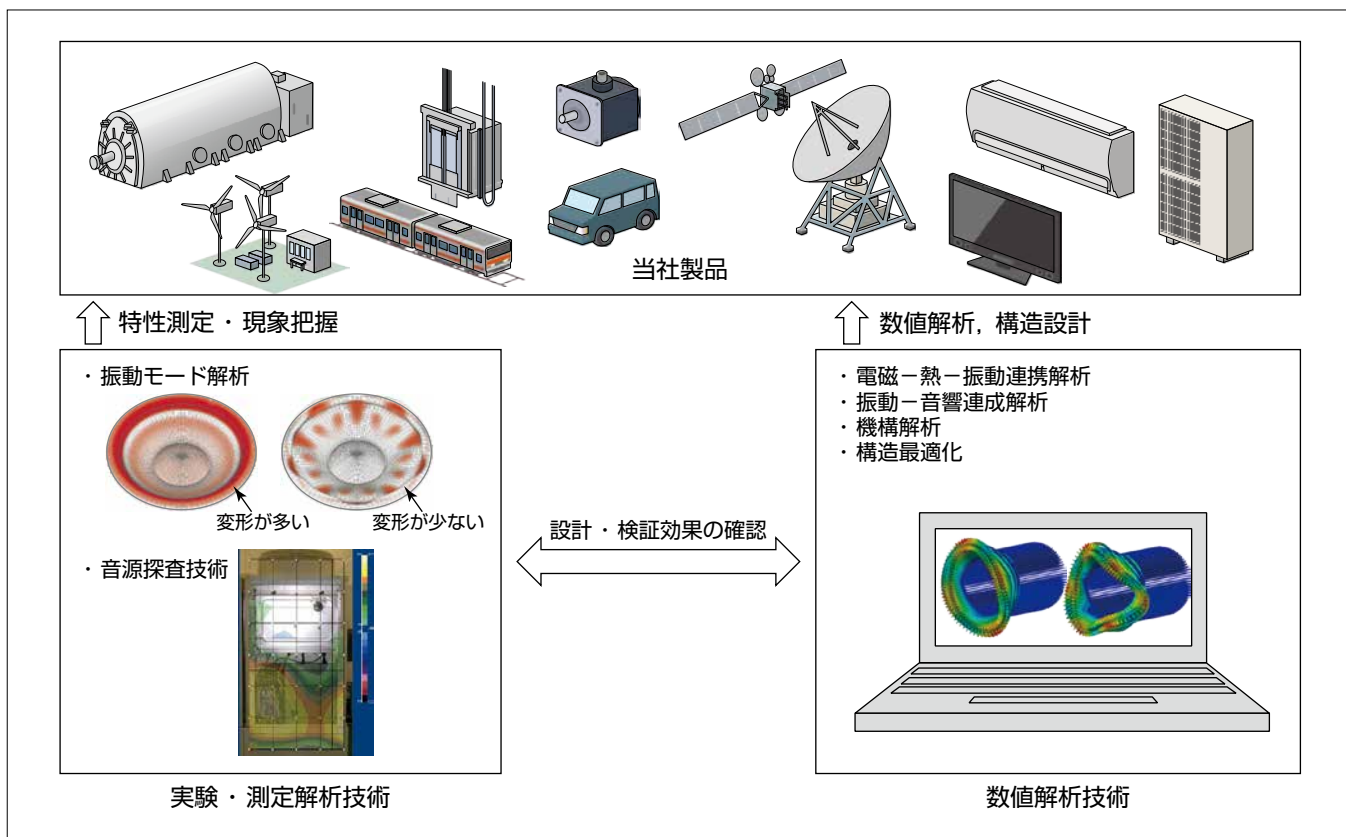 当社製品
特性測定・現象把握
数値解析，構造設計
・振動モード解析
変形が多い
変形が少ない
・音源探査技術
実験・測定解析技術
設計・検証効果の確認
・電磁－熱－振動連携解析
・振動－音響連成解析
・機構解析
・構造最適化
数値解析技術